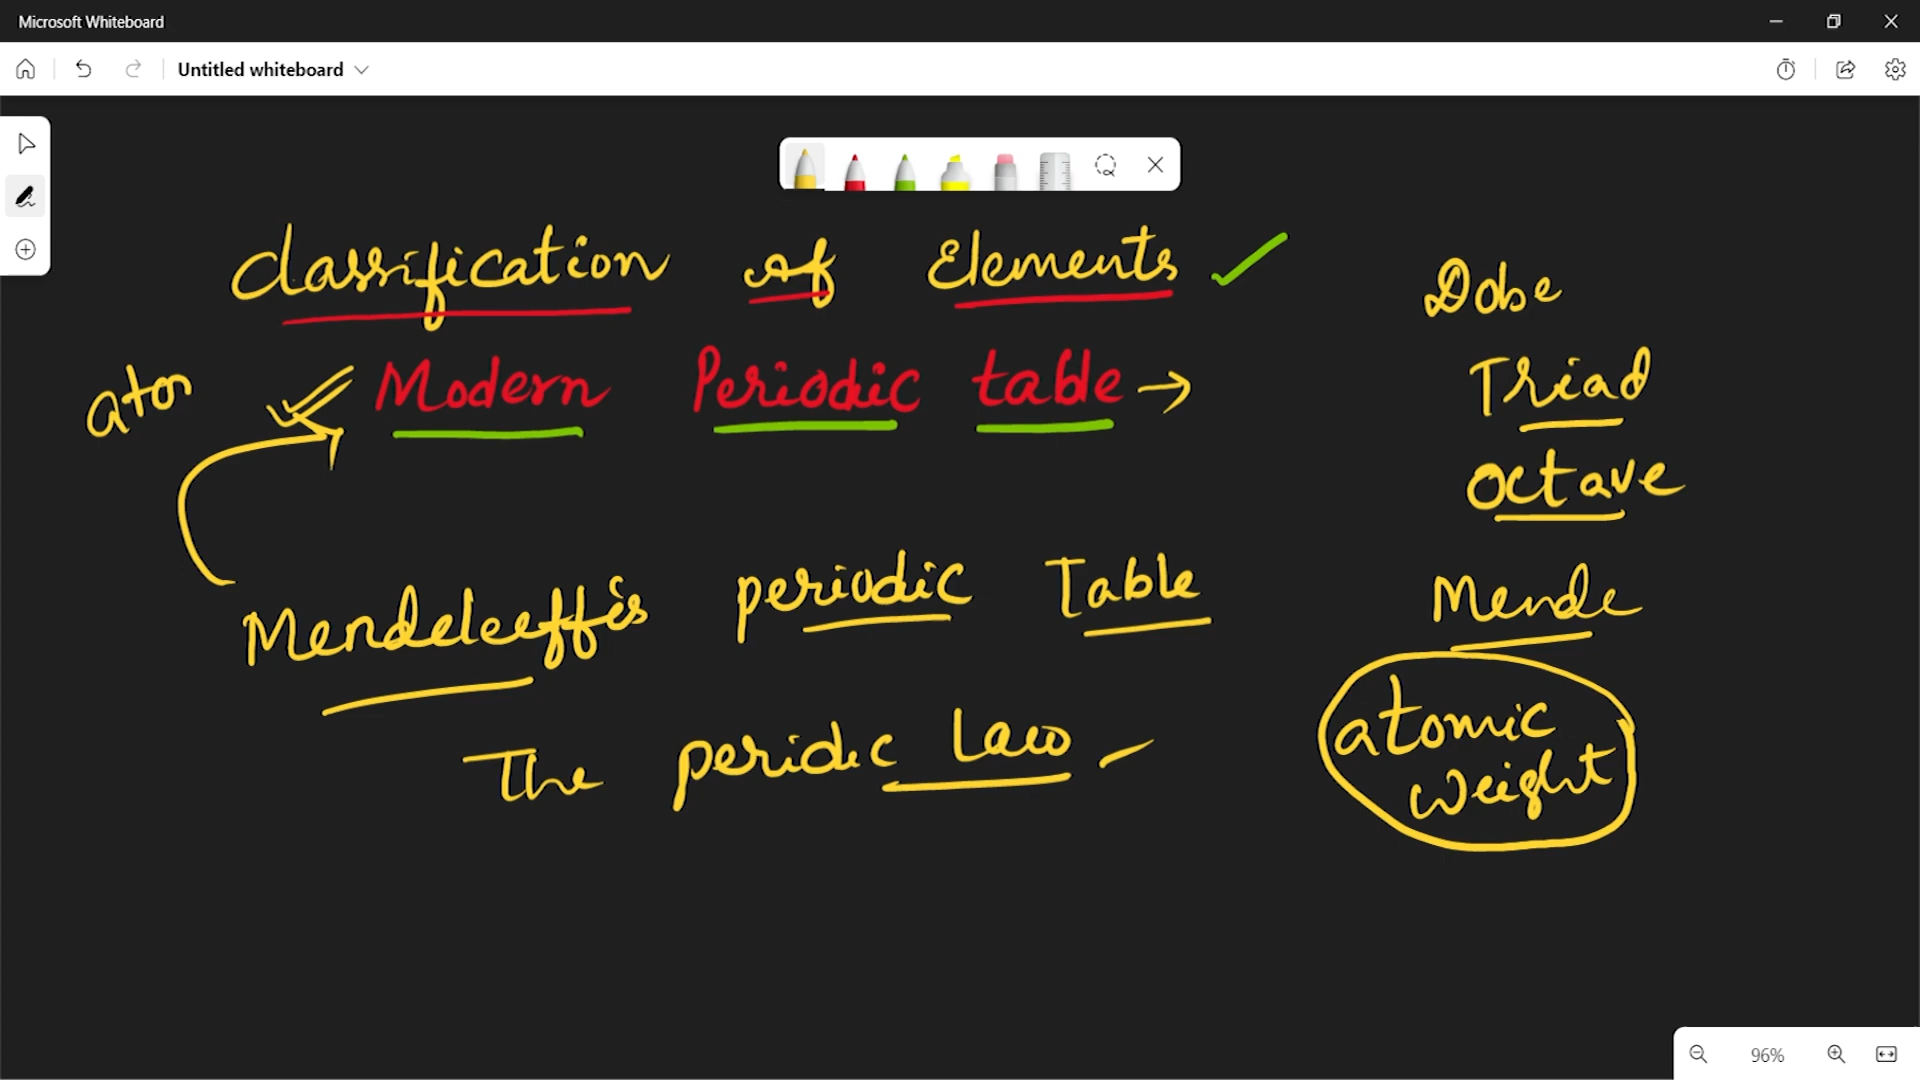 Microsoft Whiteboard
Untitled whiteboard
Classification of Elements
Dobe
ator
Modern Periodic table
Triad
octave
Mendeleeff's periodic Table
Mende
The peridic Law
atomic
weight
96%